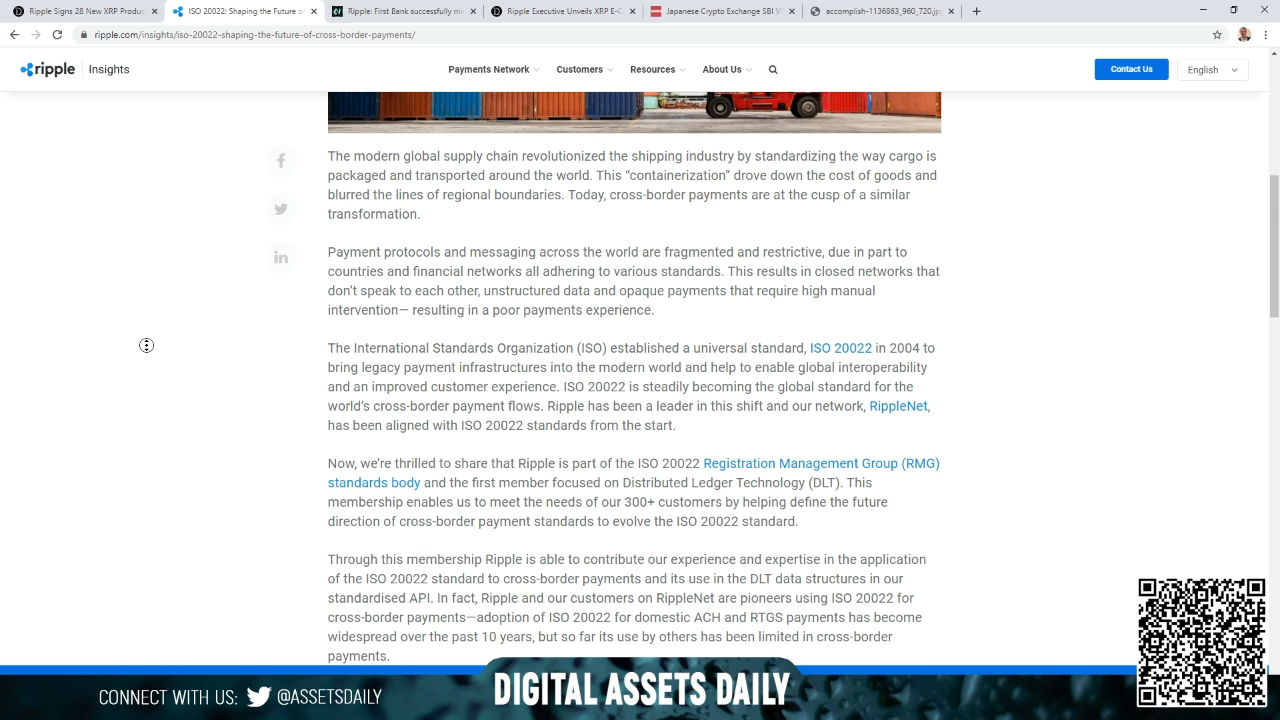 Ripple Signs 28 New XRP Produc
ISO 20022: Shaping the Future of
Ripple: First Bank successfully mi
Ripple Executive Unveils XRP E-C
Japanese Crypto Exchange SBI V
accomplish-1136863_960_720.jpg
ripple.com/insights/iso-20022-shaping-the-future-of-cross-border-payments/
ripple
Insights
Payments Network
Customers
Resources
About Us
Contact Us
English
The modern global supply chain revolutionized the shipping industry by standardizing the way cargo is
packaged and transported around the world. This “containerization” drove down the cost of goods and
blurred the lines of regional boundaries. Today, cross-border payments are at the cusp of a similar
transformation.
Payment protocols and messaging across the world are fragmented and restrictive, due in part to
countries and financial networks all adhering to various standards. This results in closed networks that
don’t speak to each other, unstructured data and opaque payments that require high manual
intervention— resulting in a poor payments experience.
The International Standards Organization (ISO) established a universal standard, ISO 20022 in 2004 to
bring legacy payment infrastructures into the modern world and help to enable global interoperability
and an improved customer experience. ISO 20022 is steadily becoming the global standard for the
world’s cross-border payment flows. Ripple has been a leader in this shift and our network, RippleNet,
has been aligned with ISO 20022 standards from the start.
Now, we’re thrilled to share that Ripple is part of the ISO 20022 Registration Management Group (RMG)
standards body and the first member focused on Distributed Ledger Technology (DLT). This
membership enables us to meet the needs of our 300+ customers by helping define the future
direction of cross-border payment standards to evolve the ISO 20022 standard.
Through this membership Ripple is able to contribute our experience and expertise in the application
of the ISO 20022 standard to cross-border payments and its use in the DLT data structures in our
standardised API. In fact, Ripple and our customers on RippleNet are pioneers using ISO 20022 for
cross-border payments—adoption of ISO 20022 for domestic ACH and RTGS payments has become
widespread over the past 10 years, but so far its use by others has been limited in cross-border
payments.
CONNECT WITH US: @ASSETSDAILY
DIGITAL ASSETS DAILY